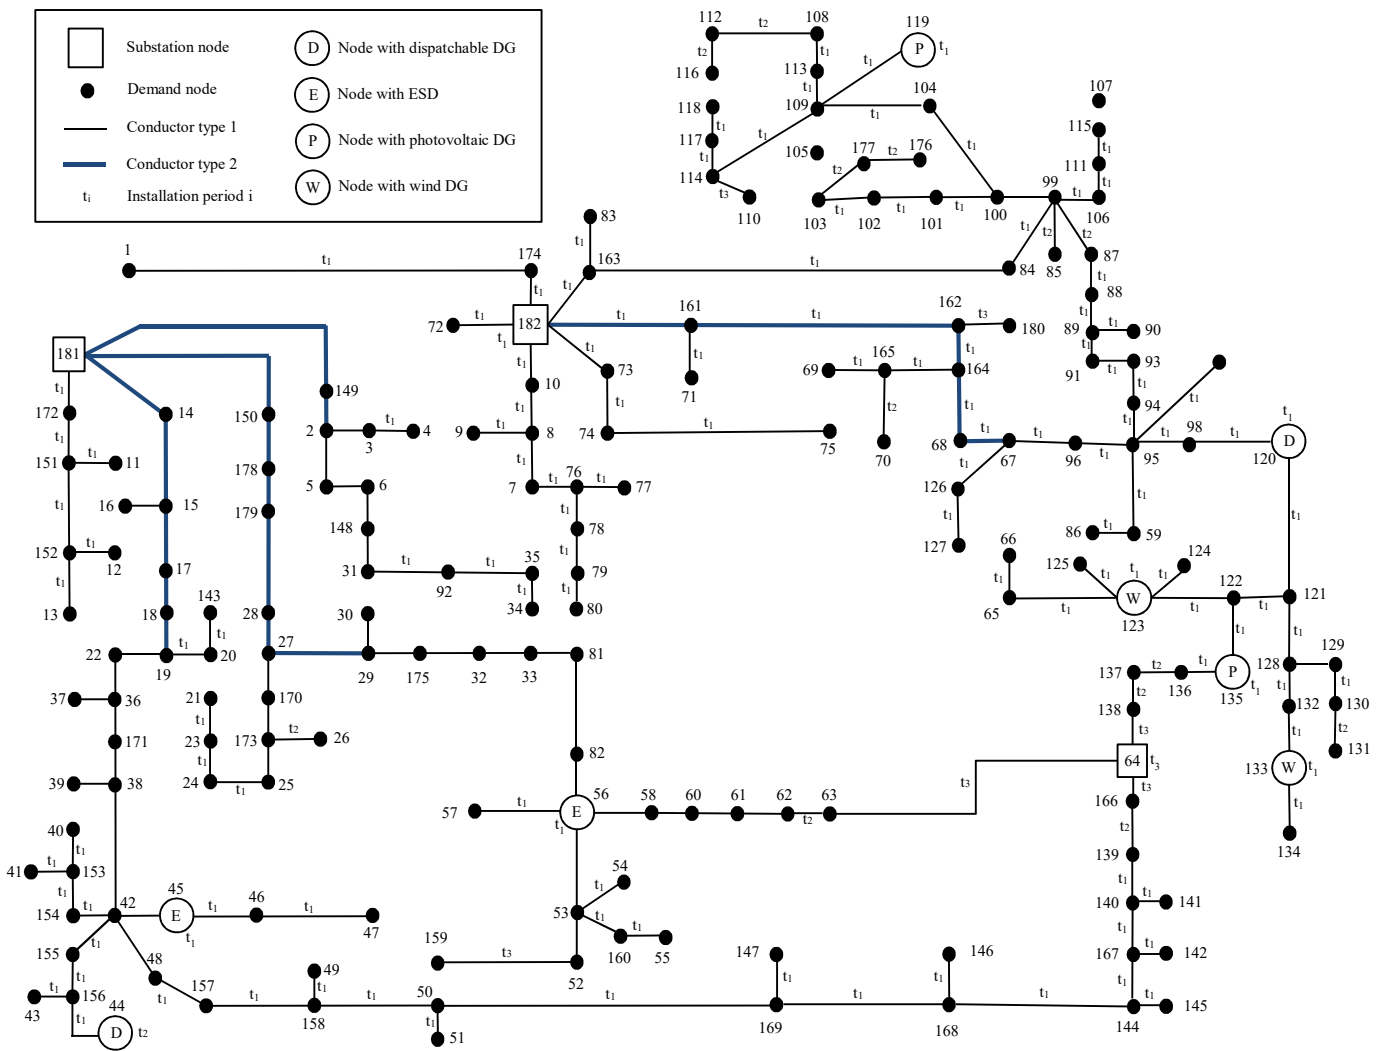 Substation node
D Node with dispatchable DG
Demand node
E Node with ESD
Conductor type 1
P Node with photovoltaic DG
Conductor type 2
W Node with wind DG
tᵢ Installation period i
112 t₂ 108 119
P t₁
t₂ t₁ t₁
116 113
t₁ 107
118 109 104
t₁ t₁ t₁ 115
117 105 177 t₂ 176 t₁
t₁ t₂ t₁ 111
114 t₃ 99 t₁ t₁
110 103 t₁ 102 t₁ 101 t₁ 100 106
83
t₁ t₁ t₂ t₂
1 174 163 84 85 87
t₁ t₁ t₁ t₁
t₁ 88
72 t₁ 182 t₁ 161 t₁ 162 t₃ 180
t₁ t₁ 89 t₁ 90
181 t₁ t₁ t₁
t₁ 73 69 t₁ 165 t₁ 164 91 t₁ 93
10 t₁ 71 t₁
149 t₁ t₂ t₁ 94 t₁
172 14 150 t₁
t₁ 2 3 t₁ 4 9 t₁ 8 74 t₁ 75 70 68 t₁ 67 t₁ 96 t₁ 95 t₁ 98 t₁ D t₁
120
151 t₁ 11 178 t₁ 76 t₁
5 6 7 t₁ t₁ 77 126 t₁
t₁ 16 15 179 t₁ t₁ t₁
148 78 86 t₁ 59
152 t₁ 12 t₁ 127 66
17 31 t₁ 92 t₁ 35 79 t₁ 125 t₁ t₁ t₁ 124
t₁ 143 t₁ t₁ 65 t₁ W 123 t₁ 122 t₁ 121
13 18 28 30 34 80
t₁ t₁ t₁
22 19 t₁ 20 27 29 175 32 33 81
137 t₂ 136 t₁ P 135 t₁ 128 129
37 36 21 170 t₂ t₁ t₁
t₁ 138 132 130
171 23 173 t₂ 26 t₃ t₁ t₂
t₁ 82 64 t₃ W 133 t₁ 131
39 38 24 t₁ 25 t₃ t₃
57 t₁ E 56 t₁ 58 60 61 62 t₂ 63 166 t₁
40 t₂ 134
t₁ 139
41 t₁ 153 54 t₁
t₁ 45 46 t₁ 140 t₁ 141
154 t₁ 42 E t₁ t₁ 47 53 t₁ t₁
t₁ t₁ 159 160 t₁ 55 147 146 167 t₁ 142
155 48 t₃ 52
t₁ t₁ 49 t₁ t₁ t₁
43 t₁ 156 157 t₁ t₁ t₁ 50 t₁ t₁ t₁ 145
44 158 t₁ 169 168 144
t₁ D t₂ 51